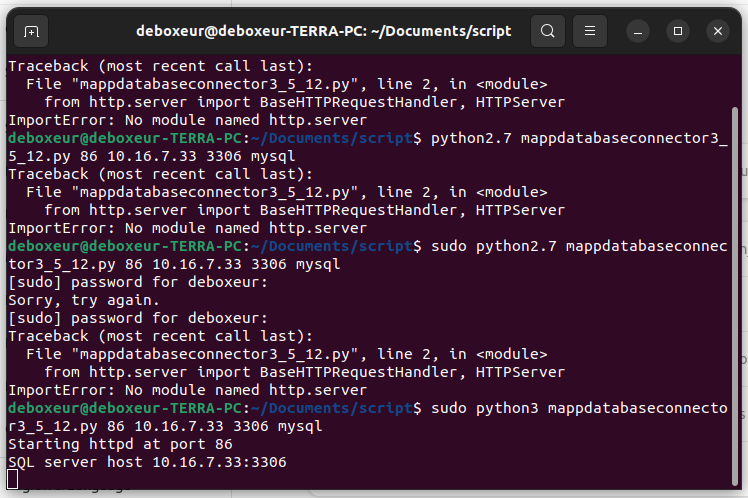 deboxeur@deboxeur-TERRA-PC: ~/Documents/script
Traceback (most recent call last):
  File "mappdatabaseconnector3_5_12.py", line 2, in <module>
    from http.server import BaseHTTPRequestHandler, HTTPServer
ImportError: No module named http.server
deboxeur@deboxeur-TERRA-PC:~/Documents/script$ python2.7 mappdatabaseconnector3_
5_12.py 86 10.16.7.33 3306 mysql
Traceback (most recent call last):
  File "mappdatabaseconnector3_5_12.py", line 2, in <module>
    from http.server import BaseHTTPRequestHandler, HTTPServer
ImportError: No module named http.server
deboxeur@deboxeur-TERRA-PC:~/Documents/script$ sudo python2.7 mappdatabaseconnec
tor3_5_12.py 86 10.16.7.33 3306 mysql
[sudo] password for deboxeur:
Sorry, try again.
[sudo] password for deboxeur:
Traceback (most recent call last):
  File "mappdatabaseconnector3_5_12.py", line 2, in <module>
    from http.server import BaseHTTPRequestHandler, HTTPServer
ImportError: No module named http.server
deboxeur@deboxeur-TERRA-PC:~/Documents/script$ sudo python3 mappdatabaseconnecto
r3_5_12.py 86 10.16.7.33 3306 mysql
Starting httpd at port 86
SQL server host 10.16.7.33:3306